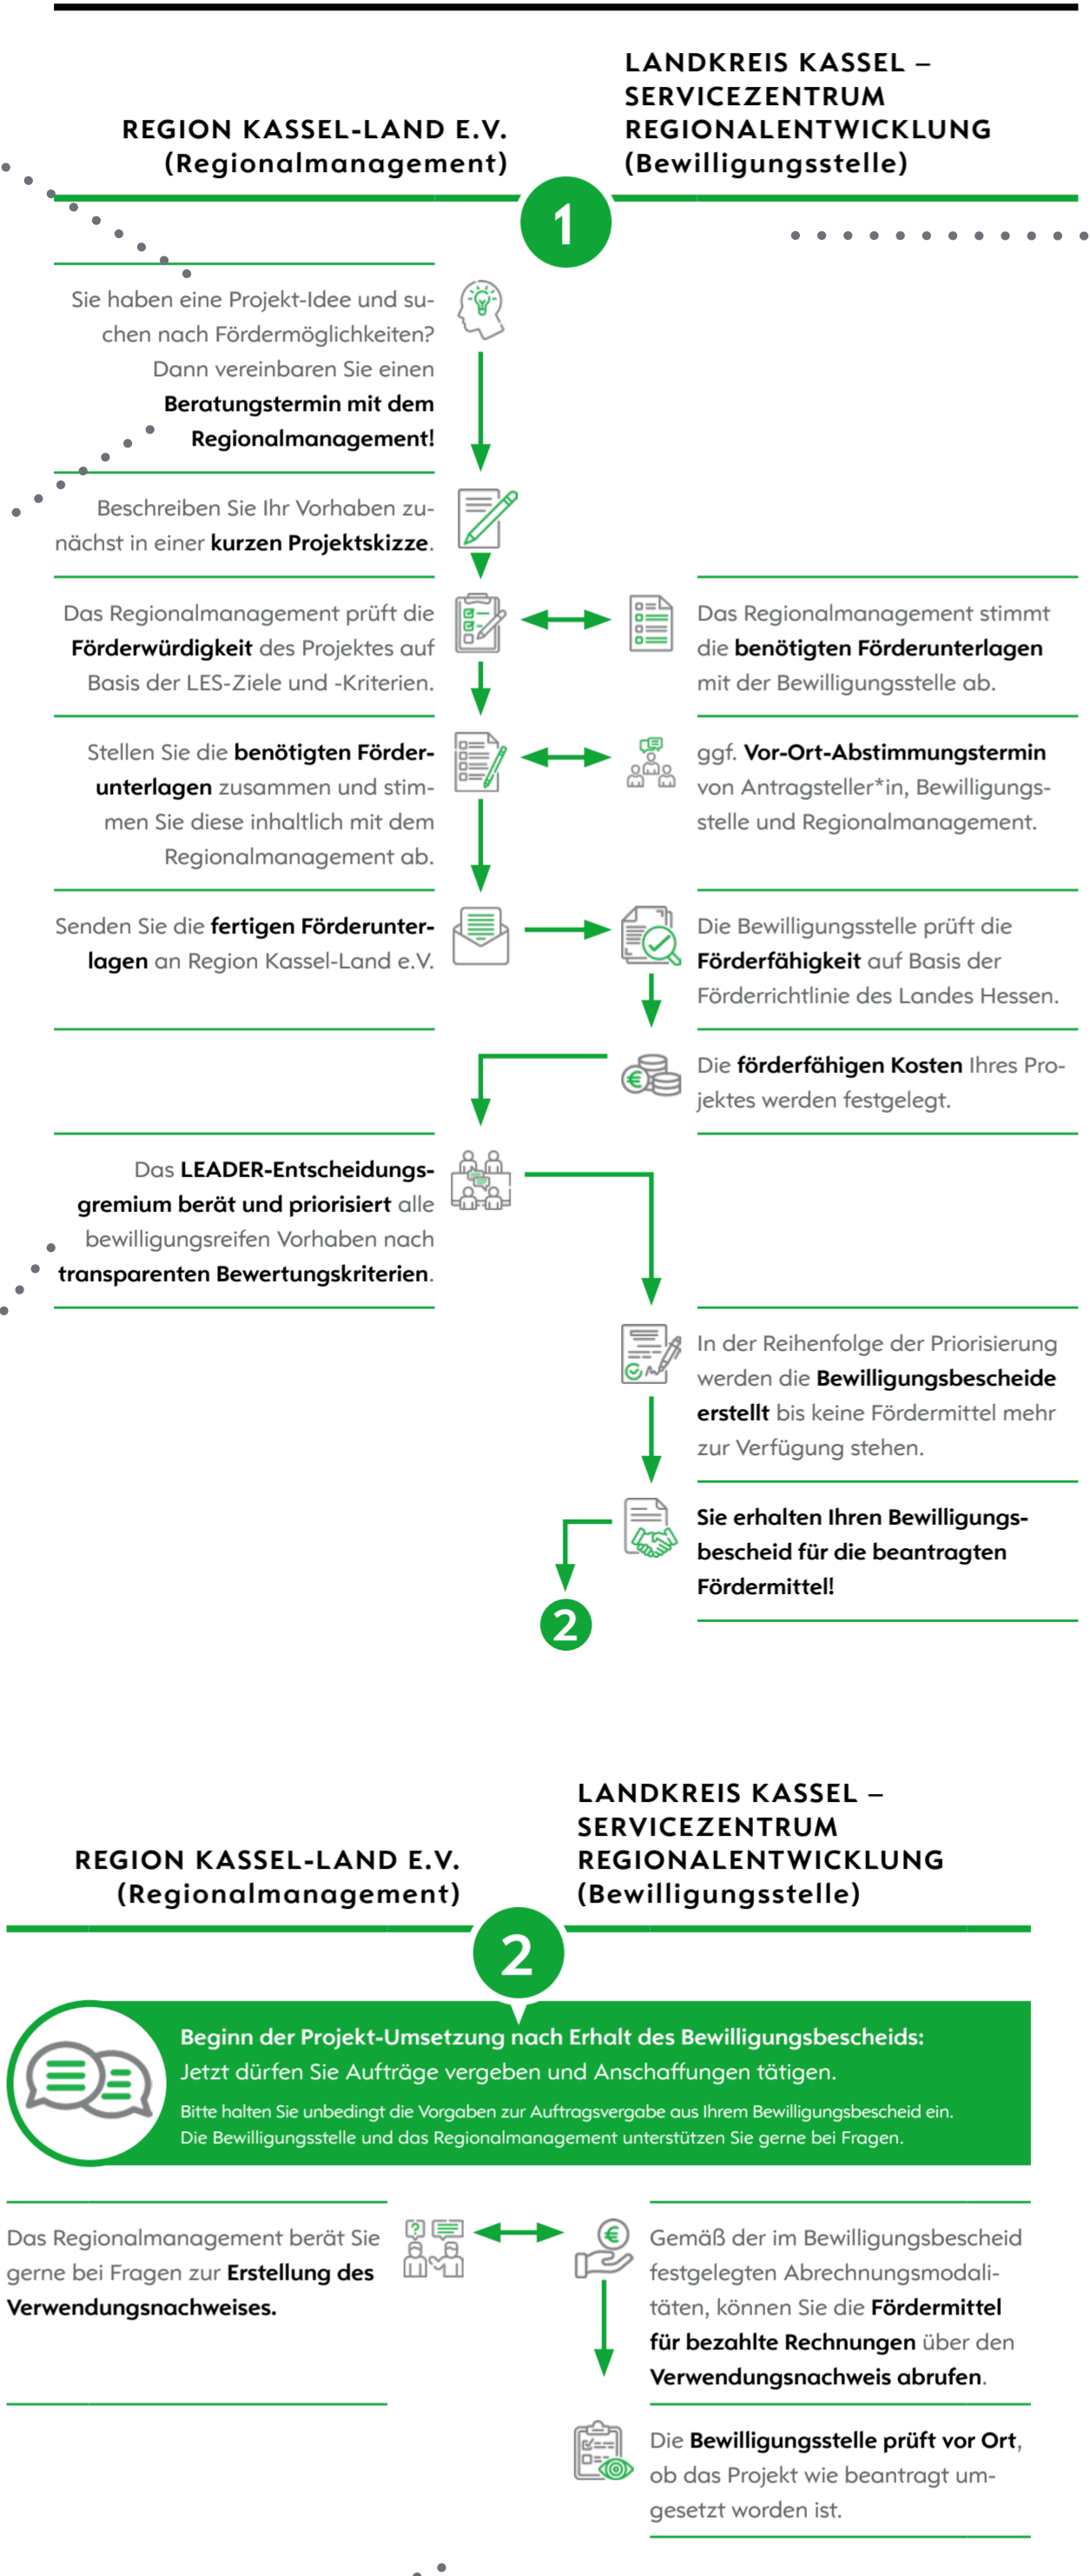 REGION KASSEL-LAND E.V.
(Regionalmanagement)
LANDKREIS KASSEL –
SERVICEZENTRUM
REGIONALENTWICKLUNG
(Bewilligungsstelle)
1
Sie haben eine Projekt-Idee und su-
chen nach Fördermöglichkeiten?
Dann vereinbaren Sie einen
Beratungstermin mit dem
Regionalmanagement!
Beschreiben Sie Ihr Vorhaben zu-
nächst in einer kurzen Projektskizze.
Das Regionalmanagement prüft die
Förderwürdigkeit des Projektes auf
Basis der LES-Ziele und -Kriterien.
Das Regionalmanagement stimmt
die benötigten Förderunterlagen
mit der Bewilligungsstelle ab.
Stellen Sie die benötigten Förder-
unterlagen zusammen und stim-
men Sie diese inhaltlich mit dem
Regionalmanagement ab.
ggf. Vor-Ort-Abstimmungstermin
von Antragsteller*in, Bewilligungs-
stelle und Regionalmanagement.
Senden Sie die fertigen Förderunter-
lagen an Region Kassel-Land e.V.
Die Bewilligungsstelle prüft die
Förderfähigkeit auf Basis der
Förderrichtlinie des Landes Hessen.
€
Die förderfähigen Kosten Ihres Pro-
jektes werden festgelegt.
Das LEADER-Entscheidungs-
gremium berät und priorisiert alle
bewilligungsreifen Vorhaben nach
transparenten Bewertungskriterien.
In der Reihenfolge der Priorisierung
werden die Bewilligungsbescheide
erstellt bis keine Fördermittel mehr
zur Verfügung stehen.
Sie erhalten Ihren Bewilligungs-
bescheid für die beantragten
Fördermittel!
2
REGION KASSEL-LAND E.V.
(Regionalmanagement)
LANDKREIS KASSEL –
SERVICEZENTRUM
REGIONALENTWICKLUNG
(Bewilligungsstelle)
2
Beginn der Projekt-Umsetzung nach Erhalt des Bewilligungsbescheids:
Jetzt dürfen Sie Aufträge vergeben und Anschaffungen tätigen.
Bitte halten Sie unbedingt die Vorgaben zur Auftragsvergabe aus Ihrem Bewilligungsbescheid ein.
Die Bewilligungsstelle und das Regionalmanagement unterstützen Sie gerne bei Fragen.
Das Regionalmanagement berät Sie
gerne bei Fragen zur Erstellung des
Verwendungsnachweises.
?
€
Gemäß der im Bewilligungsbescheid
festgelegten Abrechnungsmodali-
täten, können Sie die Fördermittel
für bezahlte Rechnungen über den
Verwendungsnachweis abrufen.
Die Bewilligungsstelle prüft vor Ort,
ob das Projekt wie beantragt um-
gesetzt worden ist.